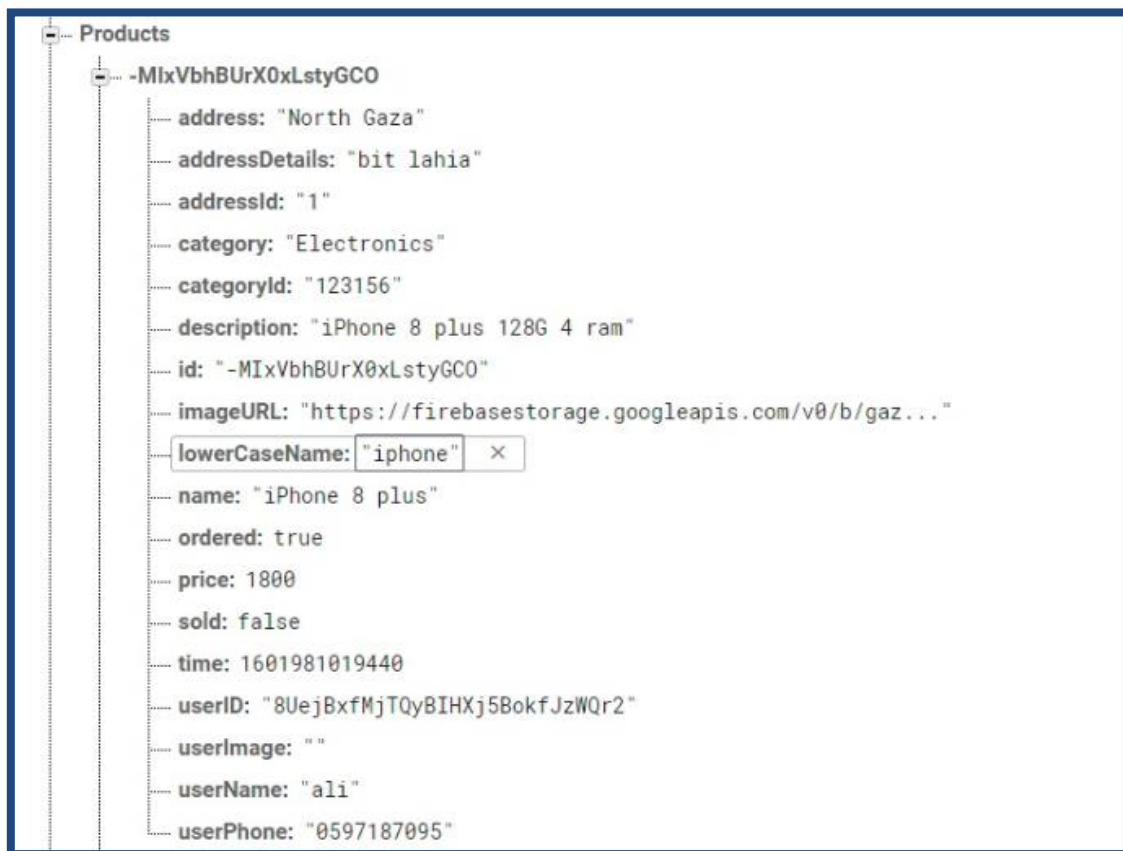 Products
-MIxVbhBUrX0xLstyGCO
address: "North Gaza"
addressDetails: "bit lahia"
addressId: "1"
category: "Electronics"
categoryId: "123156"
description: "iPhone 8 plus 128G 4 ram"
id: "-MIxVbhBUrX0xLstyGCO"
imageURL: "https://firebasestorage.googleapis.com/v0/b/gaz..."
lowerCaseName: "iphone" ×
name: "iPhone 8 plus"
ordered: true
price: 1800
sold: false
time: 1601981019440
userID: "8UejBxfMjTQyBIHXj5BokfJzWQr2"
userImage: ""
userName: "ali"
userPhone: "0597187095"